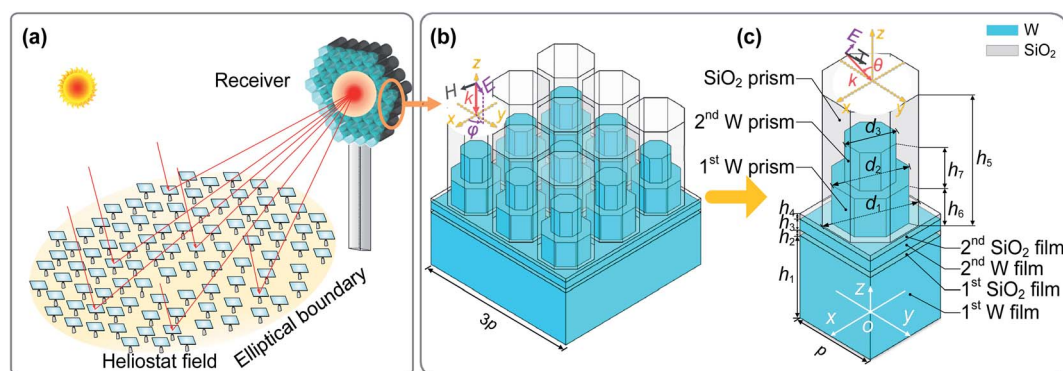 (a)
Receiver
Heliostat field
Elliptical boundary
(b)
H
E
k
z
x
y
φ
3p
(c)
W
SiO₂
E
H
k
z
θ
x
y
SiO₂ prism
2nd W prism
1st W prism
d₃
d₂
d₁
h₅
h₇
h₆
h₄
h₃
h₂
h₁
2nd SiO₂ film
2nd W film
1st SiO₂ film
1st W film
z
x
o
y
p